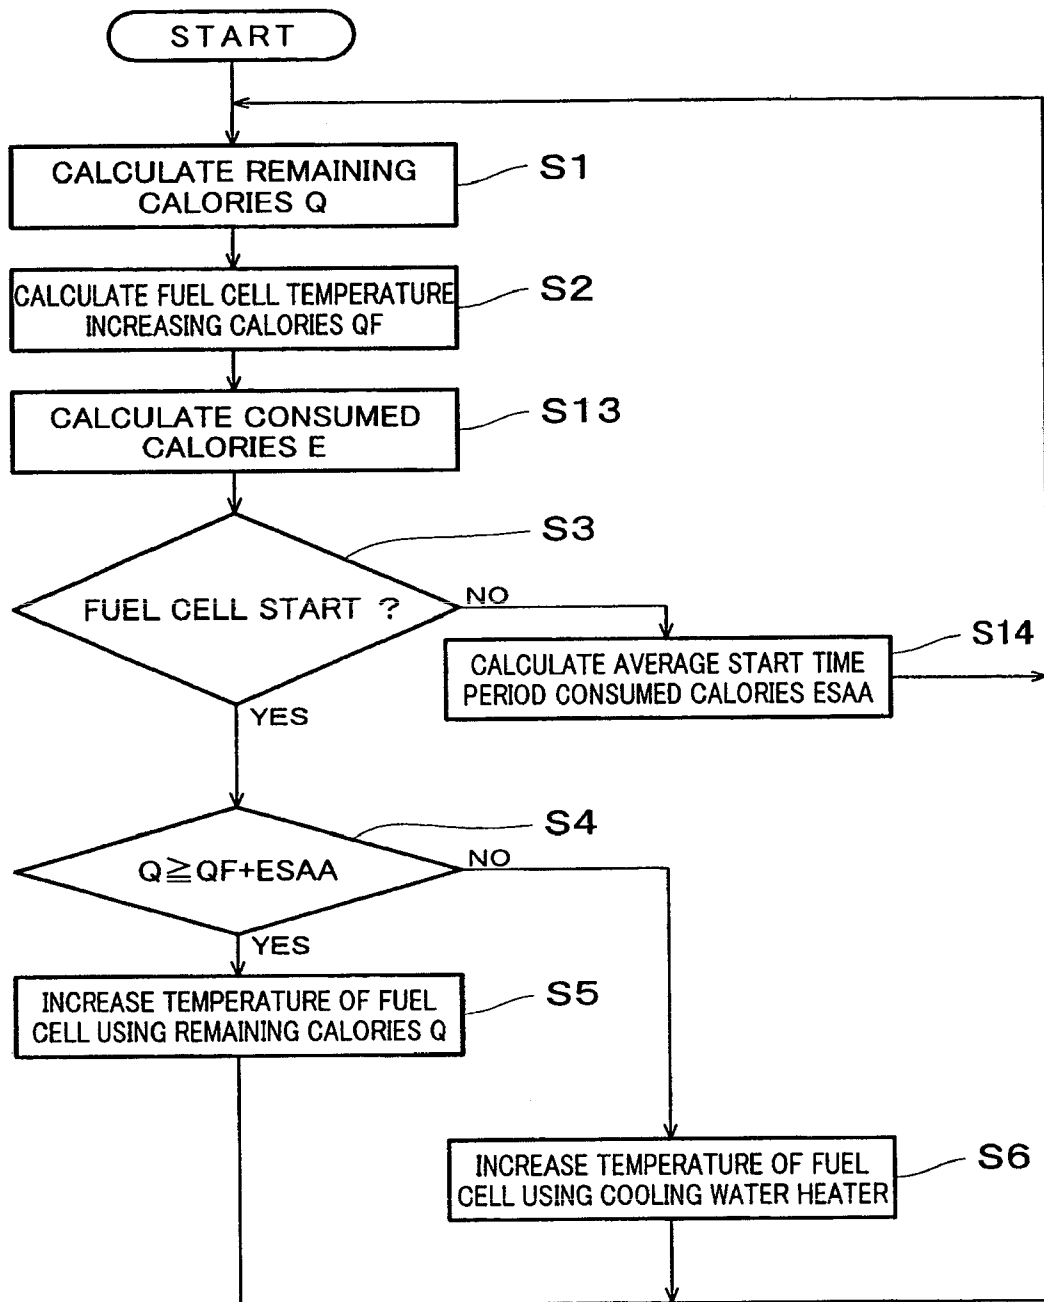 START
CALCULATE REMAINING
CALORIES Q
S1
CALCULATE FUEL CELL TEMPERATURE
INCREASING CALORIES QF
S2
CALCULATE CONSUMED
CALORIES E
S13
FUEL CELL START ?
S3
NO
YES
CALCULATE AVERAGE START TIME
PERIOD CONSUMED CALORIES ESAA
S14
Q≧QF+ESAA
S4
NO
YES
INCREASE TEMPERATURE OF FUEL
CELL USING REMAINING CALORIES Q
S5
INCREASE TEMPERATURE OF FUEL
CELL USING COOLING WATER HEATER
S6